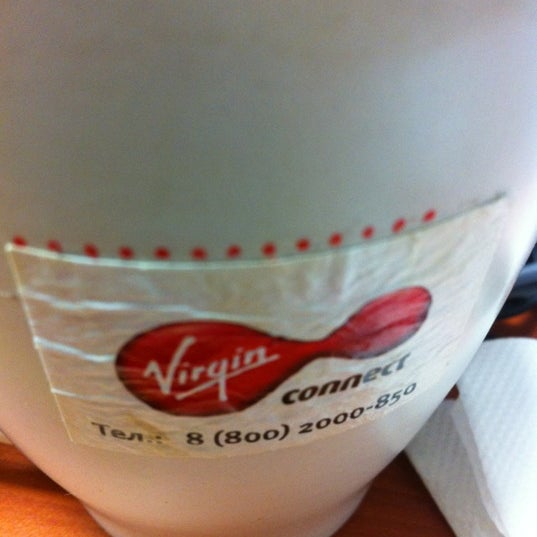 Virgin
connect
Тел.: 8 (800) 2000-850